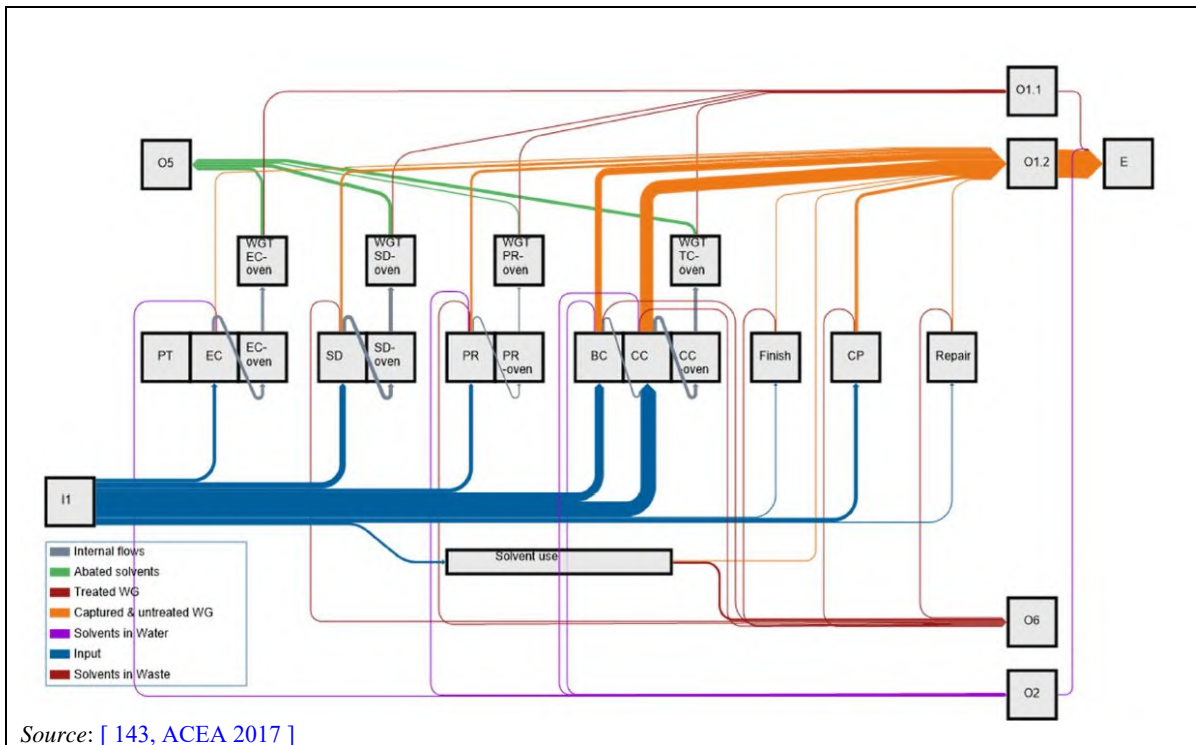 O1.1
O5
O1.2
E
WGT
EC-
oven
WGT
SD-
oven
WGT
PR-
oven
WGT
TC-
oven
PT
EC
EC-
oven
SD
SD-
oven
PR
PR
-oven
BC
CC
CC
-oven
Finish
CP
Repair
I1
Solvent use
Internal flows
Abated solvents
Treated WG
Captured & untreated WG
Solvents in Water
Input
Solvents in Waste
O6
O2
Source: [ 143, ACEA 2017 ]